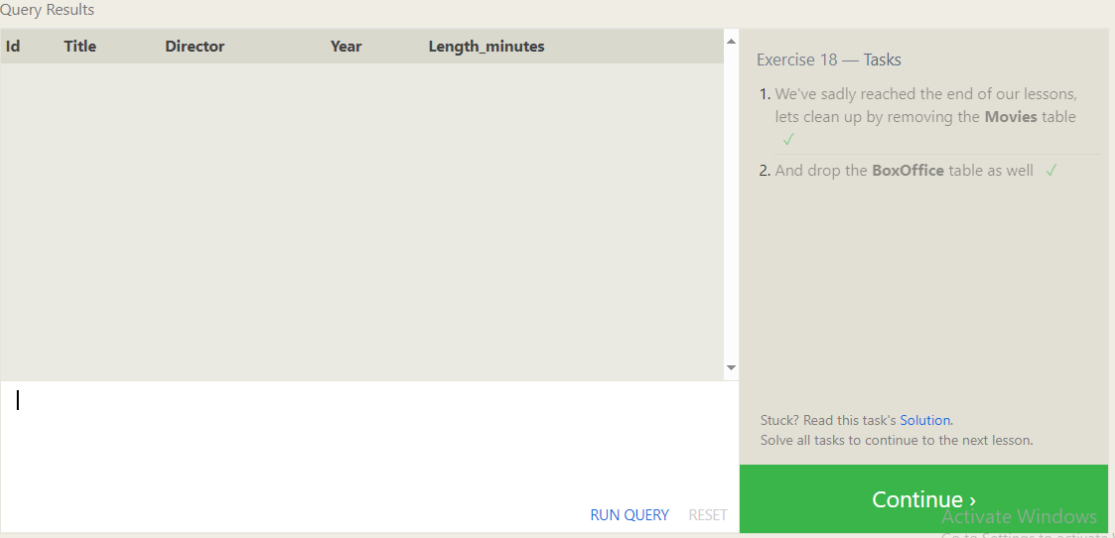 Query Results
Id Title Director Year Length_minutes
Exercise 18 — Tasks
1. We've sadly reached the end of our lessons,
lets clean up by removing the Movies table
✓
2. And drop the BoxOffice table as well ✓
Stuck? Read this task's Solution.
Solve all tasks to continue to the next lesson.
RUN QUERY RESET
Continue ›
Activate Windows
Go to Settings to activate